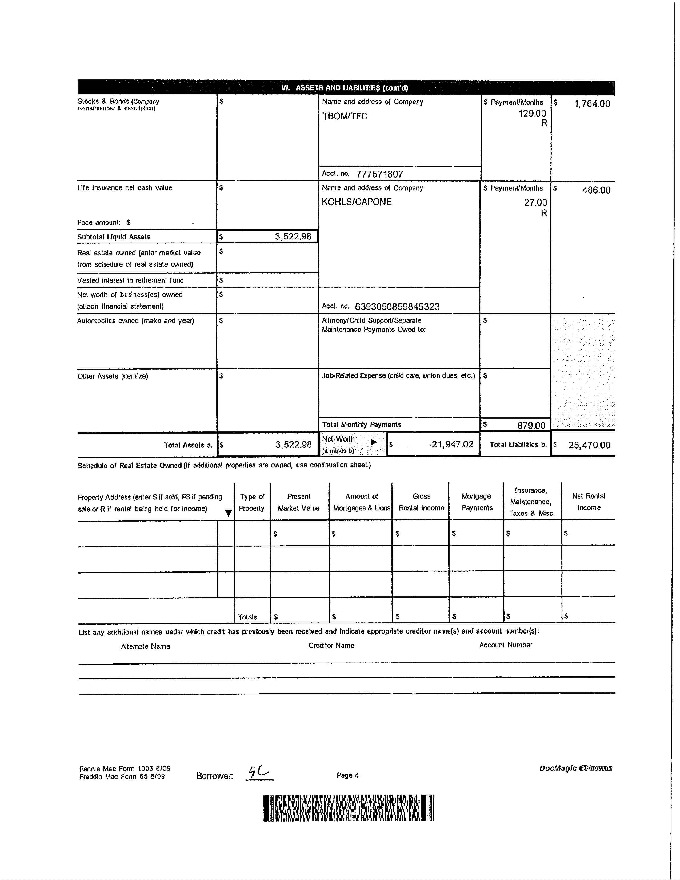 VI. ASSETS AND LIABILITIES (cont'd)
Stocks & Bonds (Company
name/number & description)
$
Name and address of Company
$ Payment/Months
$ 1,764.00
TBOM/TFC
129.00
R
Acct. no. 777571807
Life insurance net cash value
$
Name and address of Company
$ Payment/Months
$ 486.00
KOHLS/CAPONE
27.00
R
Face amount: $
Subtotal Liquid Assets
$ 3,522.98
Real estate owned (enter market value
from schedule of real estate owned)
$
Vested interest in retirement fund
$
Net worth of business(es) owned
(attach financial statement)
$
Acct. no. 6393050856845323
Automobiles owned (make and year)
$
Alimony/Child Support/Separate
Maintenance Payments Owed to:
$
Other Assets (itemize)
$
Job-Related Expense (child care, union dues, etc.)
$
Total Monthly Payments
$ 879.00
Total Assets a.
$ 3,522.98
Net Worth
(a minus b)
$ -21,947.02
Total Liabilities b.
$ 25,470.00
Schedule of Real Estate Owned (If additional properties are owned, use continuation sheet.)
Property Address (enter S if sold, PS if pending
sale or R if rental being held for income)
Type of
Property
Present
Market Value
Amount of
Mortgages & Liens
Gross
Rental Income
Mortgage
Payments
Insurance,
Maintenance,
Taxes & Misc.
Net Rental
Income
$ $ $ $ $ $
Totals $ $ $ $ $ $
List any additional names under which credit has previously been received and indicate appropriate creditor name(s) and account number(s):
Alternate Name
Creditor Name
Account Number
Fannie Mae Form 1003 6/09
Freddie Mac Form 65 6/09
Borrower:
Page 4
DocMagic